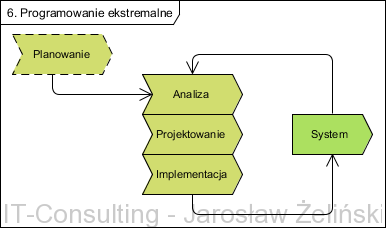 6. Programowanie ekstremalne
Planowanie
Analiza
Projektowanie
System
Implementacja
IT-Consulting - Jarosław Żeliński